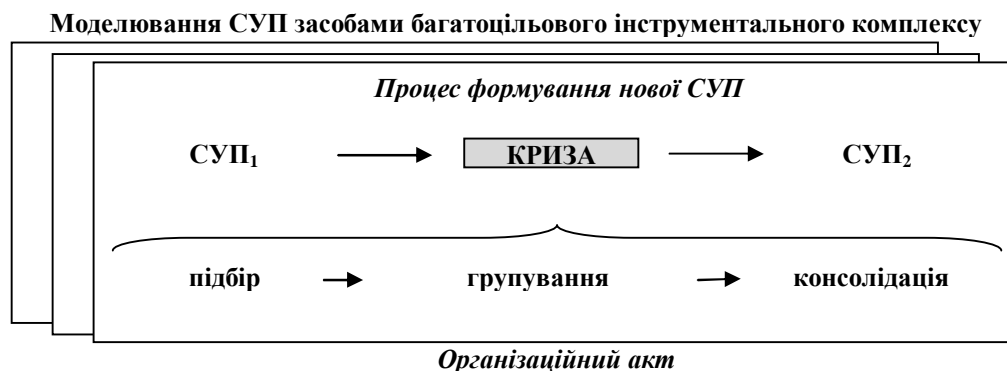 Моделювання СУП засобами багатоцільового інструментального комплексу
Процес формування нової СУП
СУП₁ КРИЗА СУП₂
підбір групування консолідація
Організаційний акт